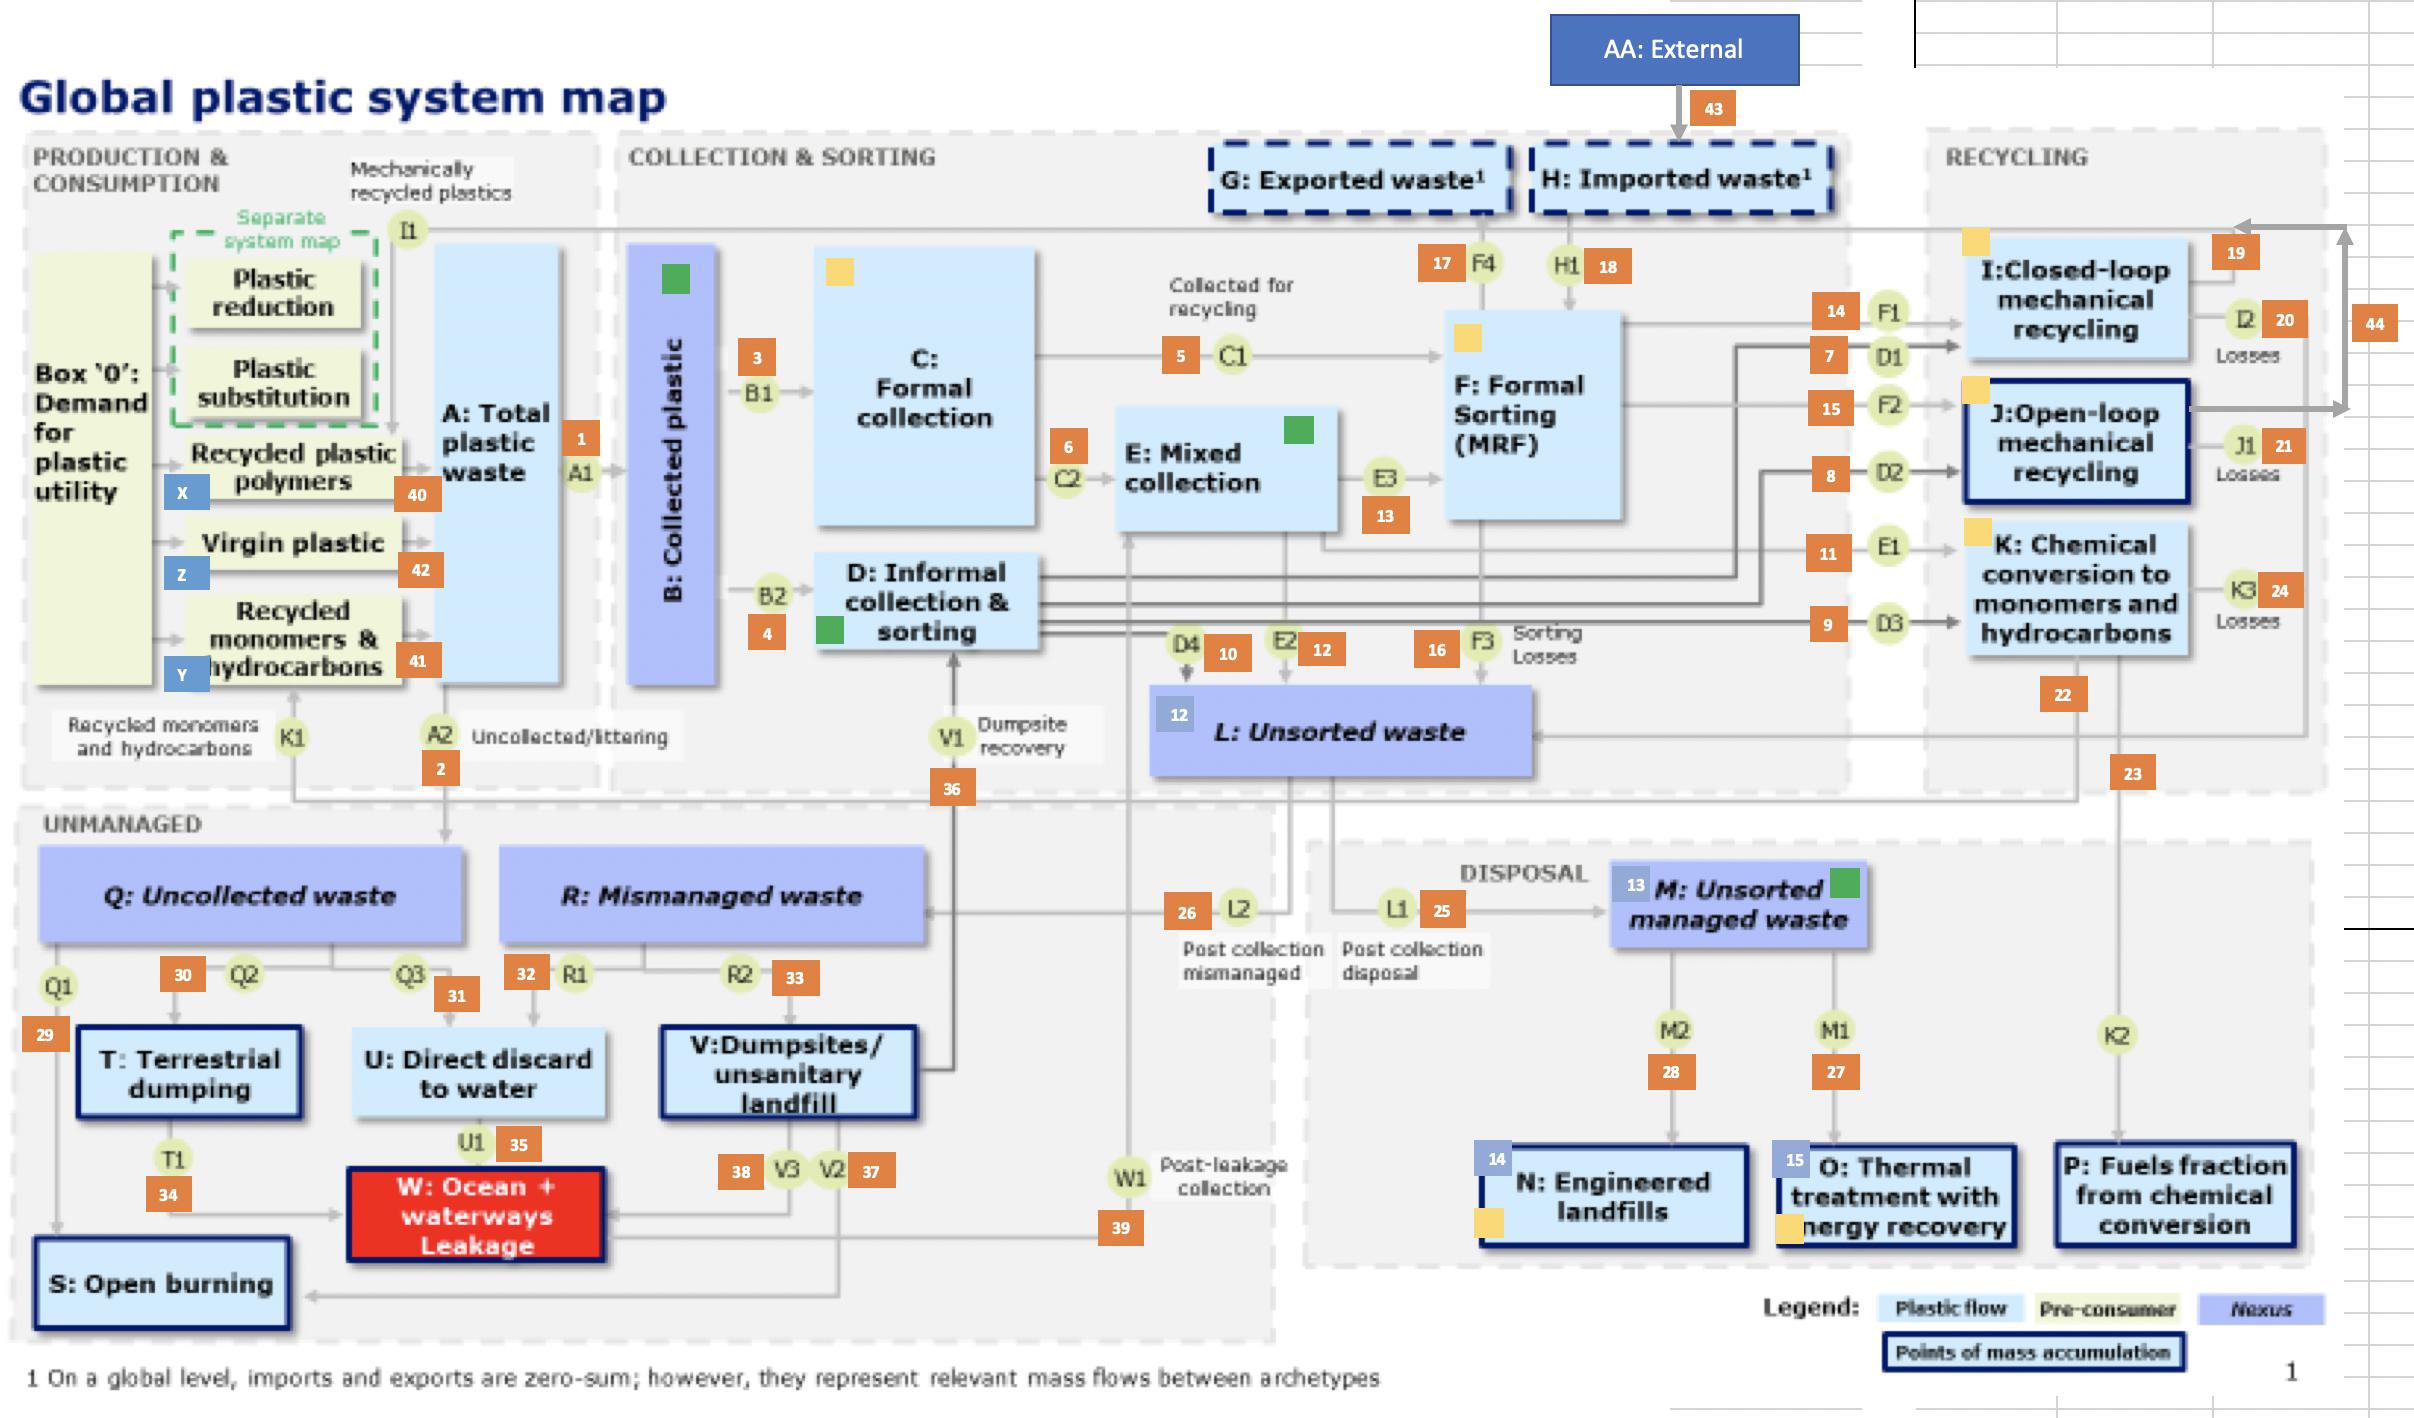 AA: External
43
Global plastic system map
PRODUCTION &
CONSUMPTION
Mechanically
recycled plastics
I1
Separate
system map
Plastic
reduction
Plastic
substitution
Box ‘0’:
Demand
for
plastic
utility
Recycled plastic
polymers
X
40
Virgin plastic
Z
42
Recycled
monomers &
hydrocarbons
Y
41
A: Total
plastic
waste
1
A1
Recycled monomers
and hydrocarbons
K1
A2
Uncollected/littering
2
COLLECTION & SORTING
B: Collected plastic
3
B1
B2
4
C:
Formal
collection
D: Informal
collection &
sorting
Collected for
recycling
5
C1
6
C2
E: Mixed
collection
E3
13
G: Exported waste¹
H: Imported waste¹
17
F4
H1
18
F: Formal
Sorting
(MRF)
14
F1
7
D1
15
F2
8
D2
11
E1
9
D3
D4
10
E2
12
16
F3
Sorting
Losses
V1
Dumpsite
recovery
36
12
L: Unsorted waste
RECYCLING
I:Closed-loop
mechanical
recycling
19
I2
20
Losses
44
J:Open-loop
mechanical
recycling
J1
21
Losses
K: Chemical
conversion to
monomers and
hydrocarbons
K3
24
Losses
22
23
UNMANAGED
Q: Uncollected waste
R: Mismanaged waste
26
L2
Post collection
mismanaged
L1
25
Post collection
disposal
Q1
29
30
Q2
Q3
31
32
R1
R2
33
T: Terrestrial
dumping
U: Direct discard
to water
V:Dumpsites/
unsanitary
landfill
T1
34
U1
35
38
V3
V2
37
W: Ocean +
waterways
Leakage
W1
Post-leakage
collection
39
S: Open burning
DISPOSAL
13
M: Unsorted
managed waste
M2
28
M1
27
K2
14
N: Engineered
landfills
15
O: Thermal
treatment with
energy recovery
P: Fuels fraction
from chemical
conversion
Legend:
Plastic flow
Pre-consumer
Nexus
Points of mass accumulation
1 On a global level, imports and exports are zero-sum; however, they represent relevant mass flows between archetypes
1